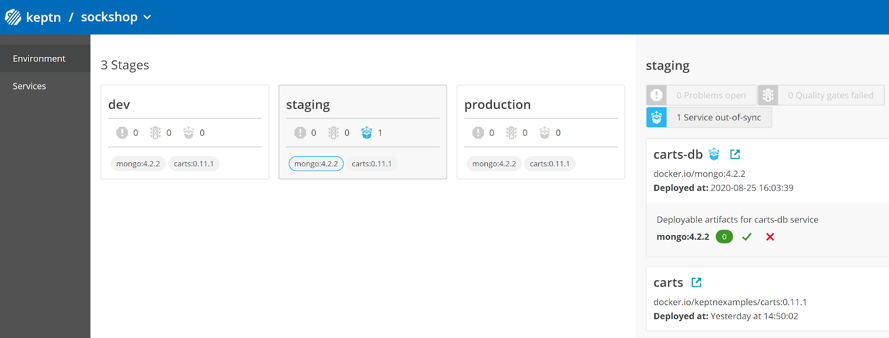 keptn / sockshop
Environment
Services
3 Stages
dev
0 0 0
mongo:4.2.2 carts:0.11.1
staging
0 0 1
mongo:4.2.2 carts:0.11.1
production
0 0 0
mongo:4.2.2 carts:0.11.1
staging
0 Problems open 0 Quality gates failed
1 Service out-of-sync
carts-db
docker.io/mongo:4.2.2
Deployed at: 2020-08-25 16:03:39
Deployable artifacts for carts-db service
mongo:4.2.2 0
carts
docker.io/keptnexamples/carts:0.11.1
Deployed at: Yesterday at 14:50:02